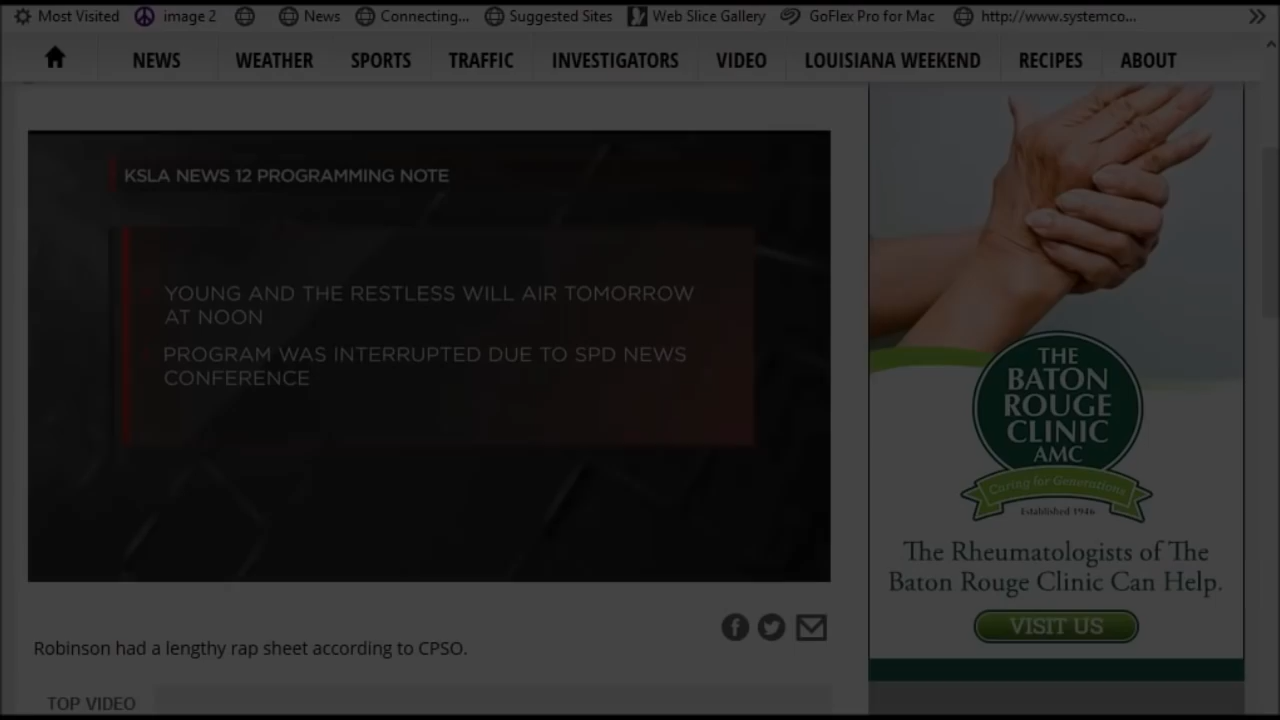 Most Visited image 2 News Connecting... Suggested Sites Web Slice Gallery GoFlex Pro for Mac http://www.systemco...
NEWS WEATHER SPORTS TRAFFIC INVESTIGATORS VIDEO LOUISIANA WEEKEND RECIPES ABOUT
KSLA NEWS 12 PROGRAMMING NOTE
YOUNG AND THE RESTLESS WILL AIR TOMORROW
AT NOON
PROGRAM WAS INTERRUPTED DUE TO SPD NEWS
CONFERENCE
Robinson had a lengthy rap sheet according to CPSO.
TOP VIDEO
THE
BATON
ROUGE
CLINIC
AMC
Caring for Generations
Established 1946
The Rheumatologists of The
Baton Rouge Clinic Can Help.
VISIT US